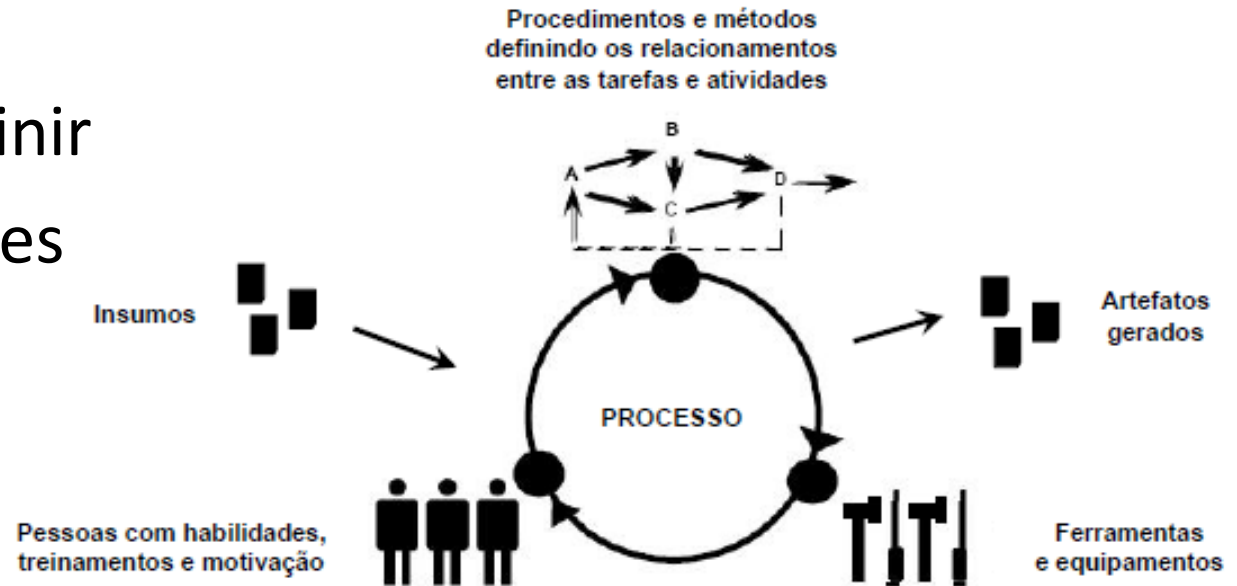 Procedimentos e métodos
definindo os relacionamentos
entre as tarefas e atividades
inir
es
B
A
D
C
Insumos
Artefatos
gerados
PROCESSO
Pessoas com habilidades,
treinamentos e motivação
Ferramentas
e equipamentos